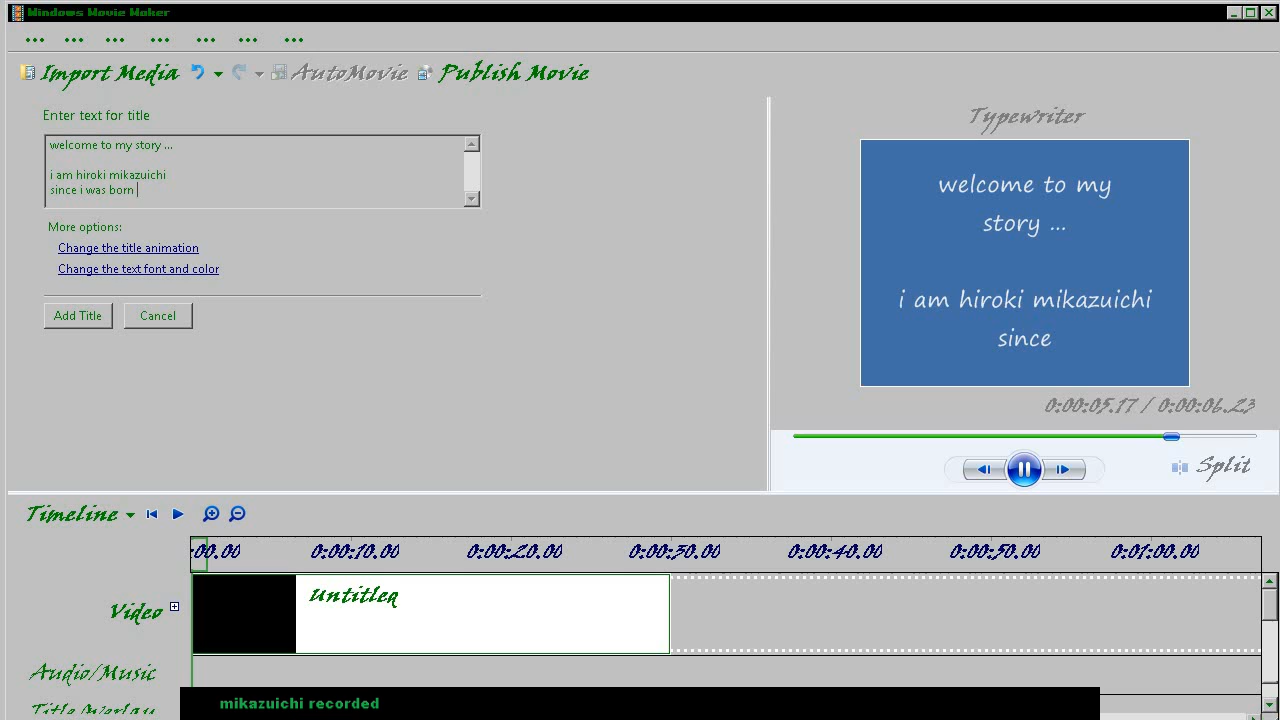 Windows Movie Maker
... ... ... ... ... ... ...
Import Media AutoMovie Publish Movie
Enter text for title
welcome to my story ...
i am hiroki mikazuichi
since i was born
More options:
Change the title animation
Change the text font and color
Add Title Cancel
Typewriter
welcome to my
story ...
i am hiroki mikazuichi
since
0:00:05.17 / 0:00:06.23
Split
Timeline
:00.00 0:00:10.00 0:00:20.00 0:00:30.00 0:00:40.00 0:00:50.00 0:01:00.00
Video
Untitled
Audio/Music
Title Overlay
mikazuichi recorded